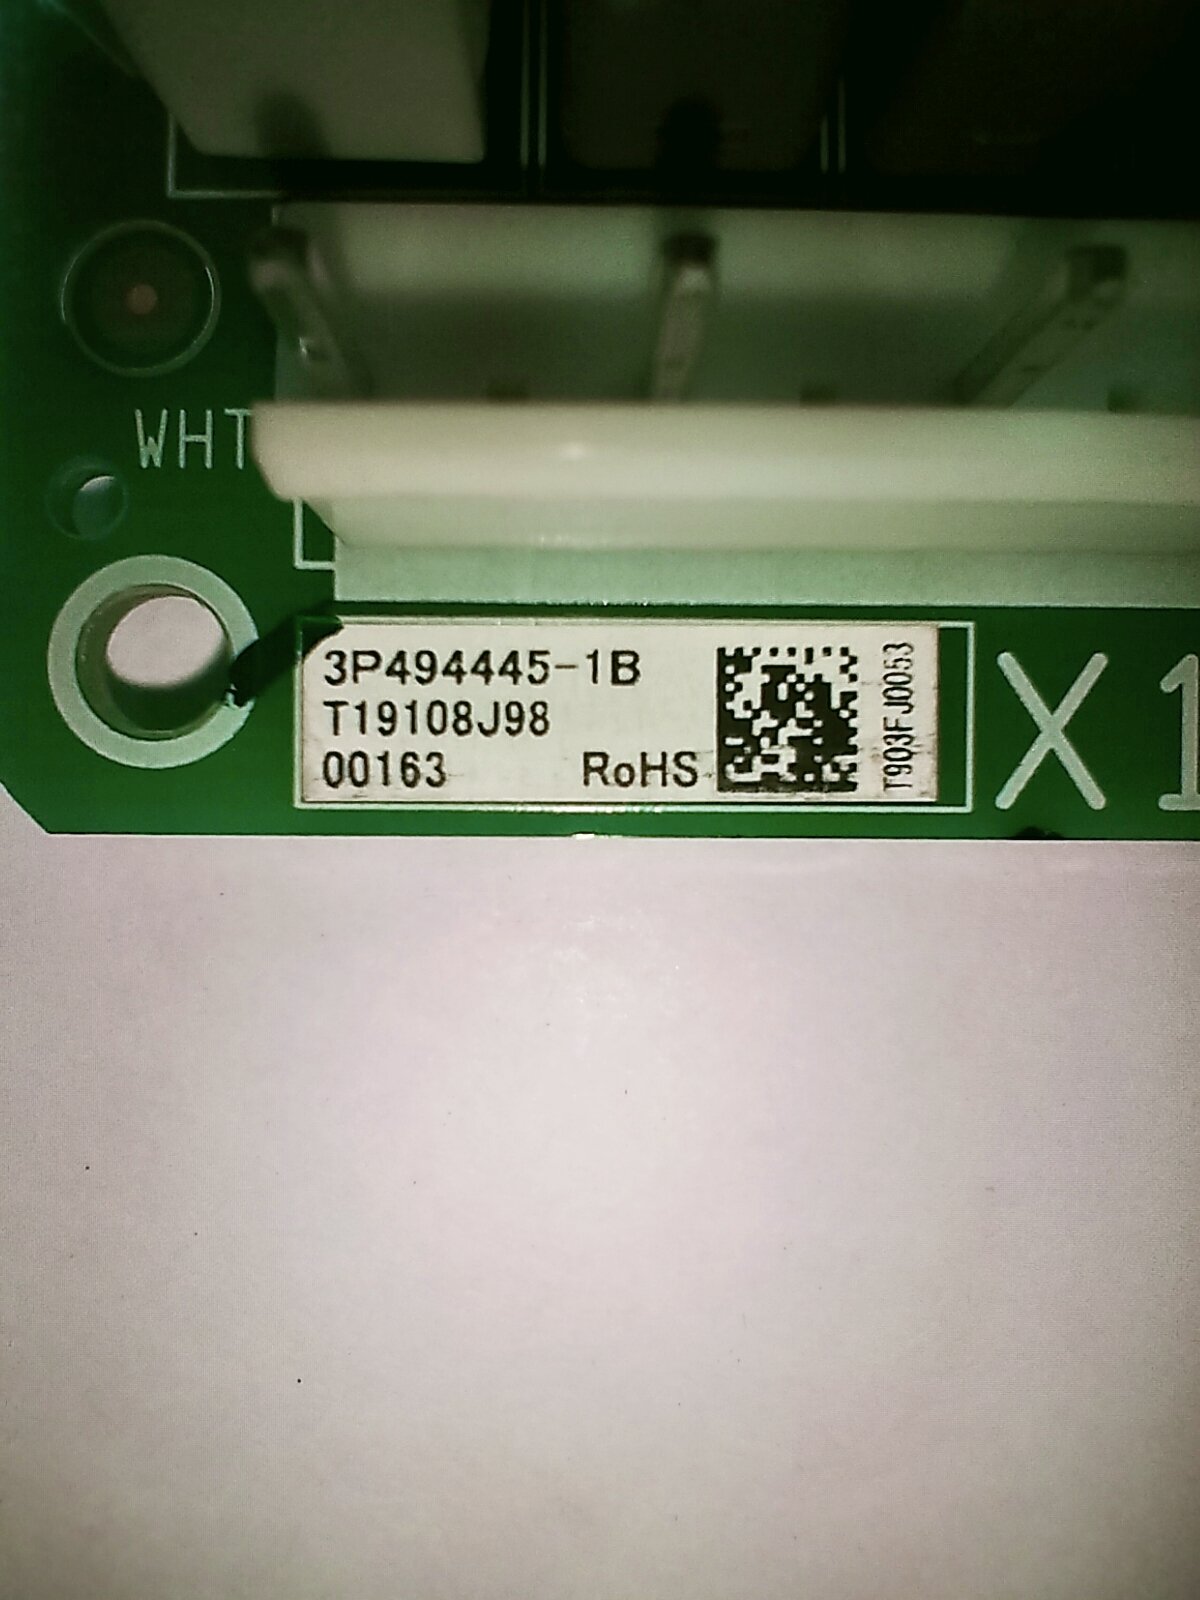 WHT
3P494445-1B
T19108J98
00163 RoHS
T903FJ0053
X1